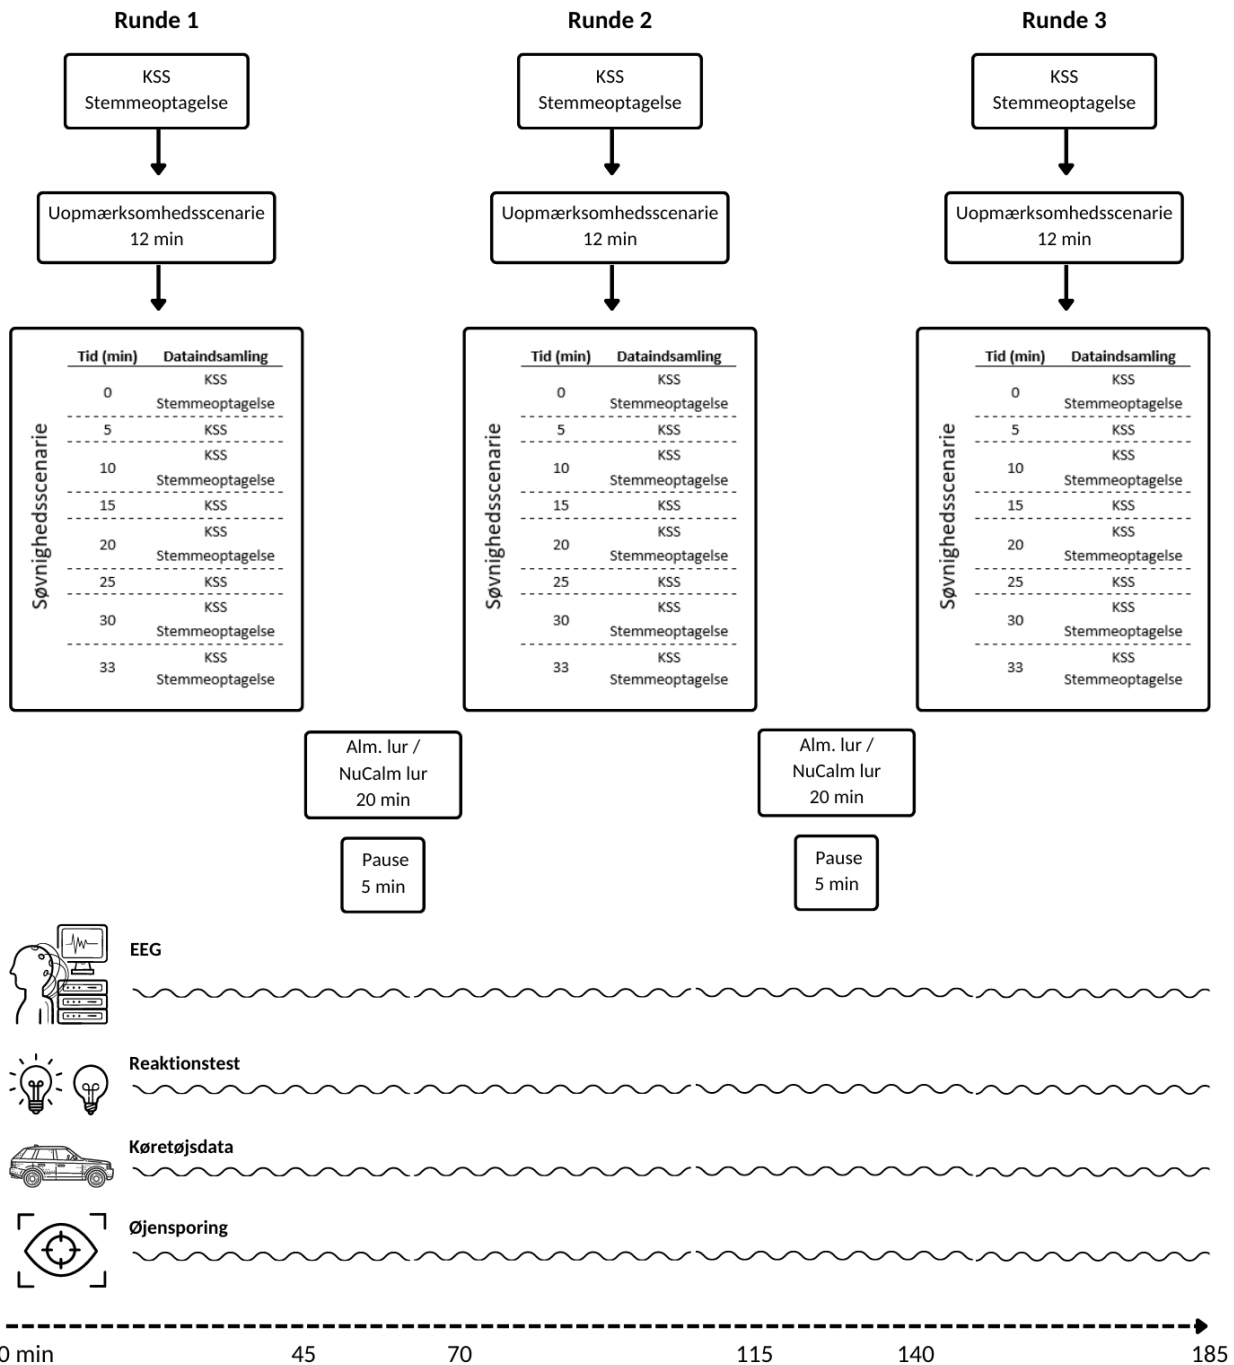 Runde 1
KSS
Stemmeoptagelse
Uopmærksomhedsscenarie
12 min
Søvnighedsscenarie
Tid (min) Dataindsamling
0 KSS
Stemmeoptagelse
5 KSS
10 KSS
Stemmeoptagelse
15 KSS
20 KSS
Stemmeoptagelse
25 KSS
30 KSS
Stemmeoptagelse
33 KSS
Stemmeoptagelse
Alm. lur /
NuCalm lur
20 min
Pause
5 min
Runde 2
KSS
Stemmeoptagelse
Uopmærksomhedsscenarie
12 min
Søvnighedsscenarie
Tid (min) Dataindsamling
0 KSS
Stemmeoptagelse
5 KSS
10 KSS
Stemmeoptagelse
15 KSS
20 KSS
Stemmeoptagelse
25 KSS
30 KSS
Stemmeoptagelse
33 KSS
Stemmeoptagelse
Alm. lur /
NuCalm lur
20 min
Pause
5 min
Runde 3
KSS
Stemmeoptagelse
Uopmærksomhedsscenarie
12 min
Søvnighedsscenarie
Tid (min) Dataindsamling
0 KSS
Stemmeoptagelse
5 KSS
10 KSS
Stemmeoptagelse
15 KSS
20 KSS
Stemmeoptagelse
25 KSS
30 KSS
Stemmeoptagelse
33 KSS
Stemmeoptagelse
EEG
Reaktionstest
Køretøjsdata
Øjensporing
0 min 45 70 115 140 185